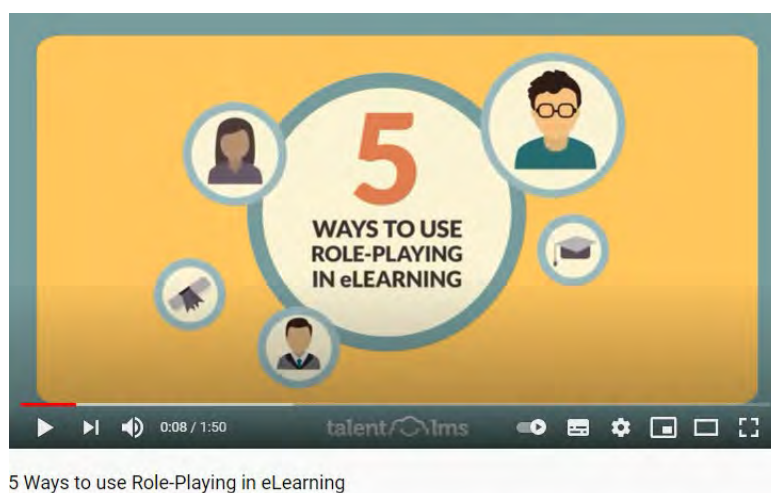 5
WAYS TO USE
ROLE-PLAYING
IN eLEARNING
0:08 / 1:50
talentlms
5 Ways to use Role-Playing in eLearning